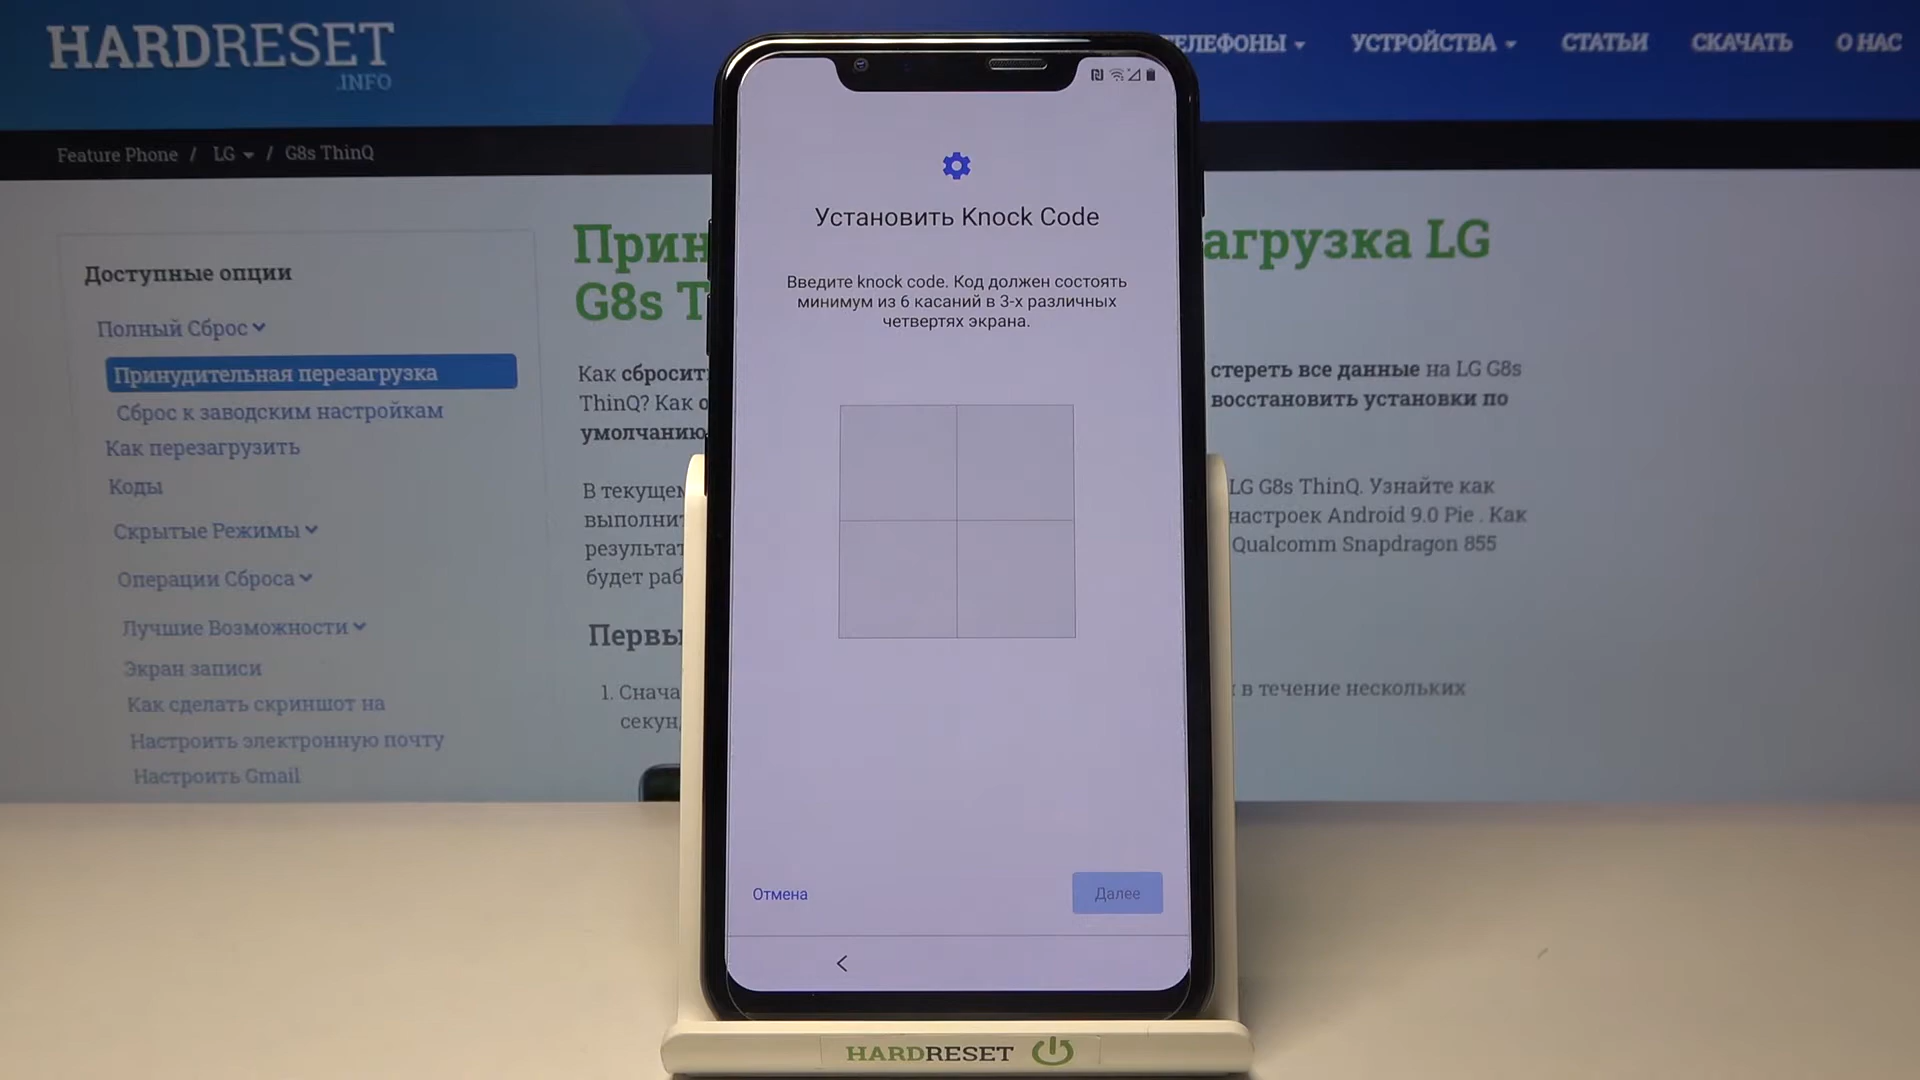 HARDRESET
.INFO
ТЕЛЕФОНЫ УСТРОЙСТВА СТАТЬИ СКАЧАТЬ О НАС
Feature Phone / LG / G8s ThinQ
Доступные опции
Полный Сброс
Принудительная перезагрузка
Сброс к заводским настройкам
Как перезагрузить
Коды
Скрытые Режимы
Операции Сброса
Лучшие Возможности
Экран записи
Как сделать скриншот на
Настроить электронную почту
Настроить Gmail
Прин агрузка LG
G8s T
Как сбросит стереть все данные на LG G8s
ThinQ? Как о восстановить установки по
умолчанию
В текущем LG G8s ThinQ. Узнайте как
выполнит настроек Android 9.0 Pie . Как
результат Qualcomm Snapdragon 855
будет раб
Первы
1. Снача в течение нескольких
секун
Установить Knock Code
Введите knock code. Код должен состоять
минимум из 6 касаний в 3-х различных
четвертях экрана.
Отмена Далее
HARDRESET